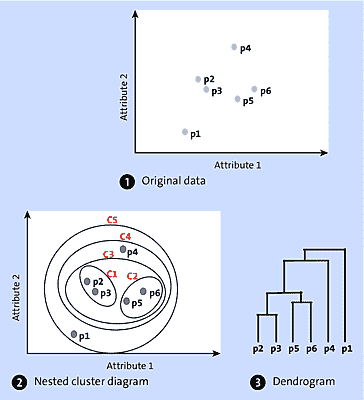 Attribute 2
p4
p2
p3
p6
p5
p1
Attribute 1
1 Original data
Attribute 2
C5
C4
p4
C3
C1
C2
p2
p3
p6
p5
p1
Attribute 1
2 Nested cluster diagram
p2 p3 p5 p6 p4 p1
3 Dendrogram